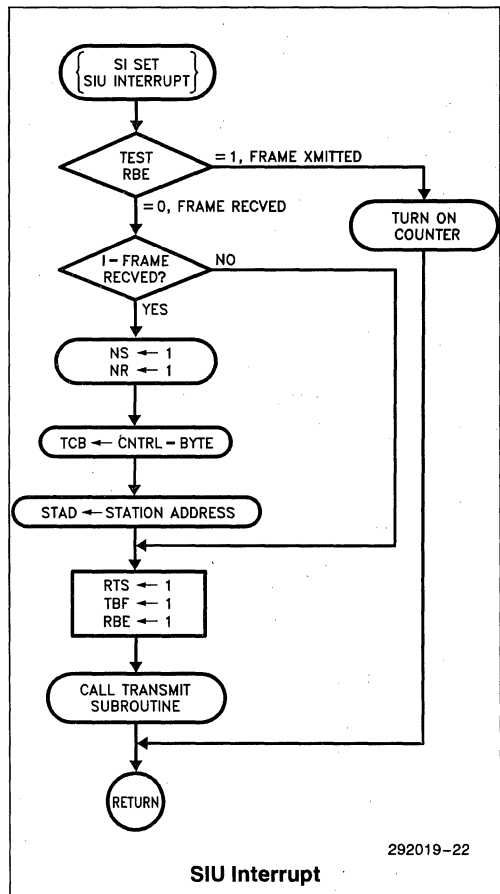 SI SET
SIU INTERRUPT
TEST
RBE
= 1, FRAME XMITTED
= 0, FRAME RECVED
TURN ON
COUNTER
I - FRAME
RECVED?
NO
YES
NS ← 1
NR ← 1
TCB ← CNTRL - BYTE
STAD ← STATION ADDRESS
RTS ← 1
TBF ← 1
RBE ← 1
CALL TRANSMIT
SUBROUTINE
RETURN
292019-22
SIU Interrupt